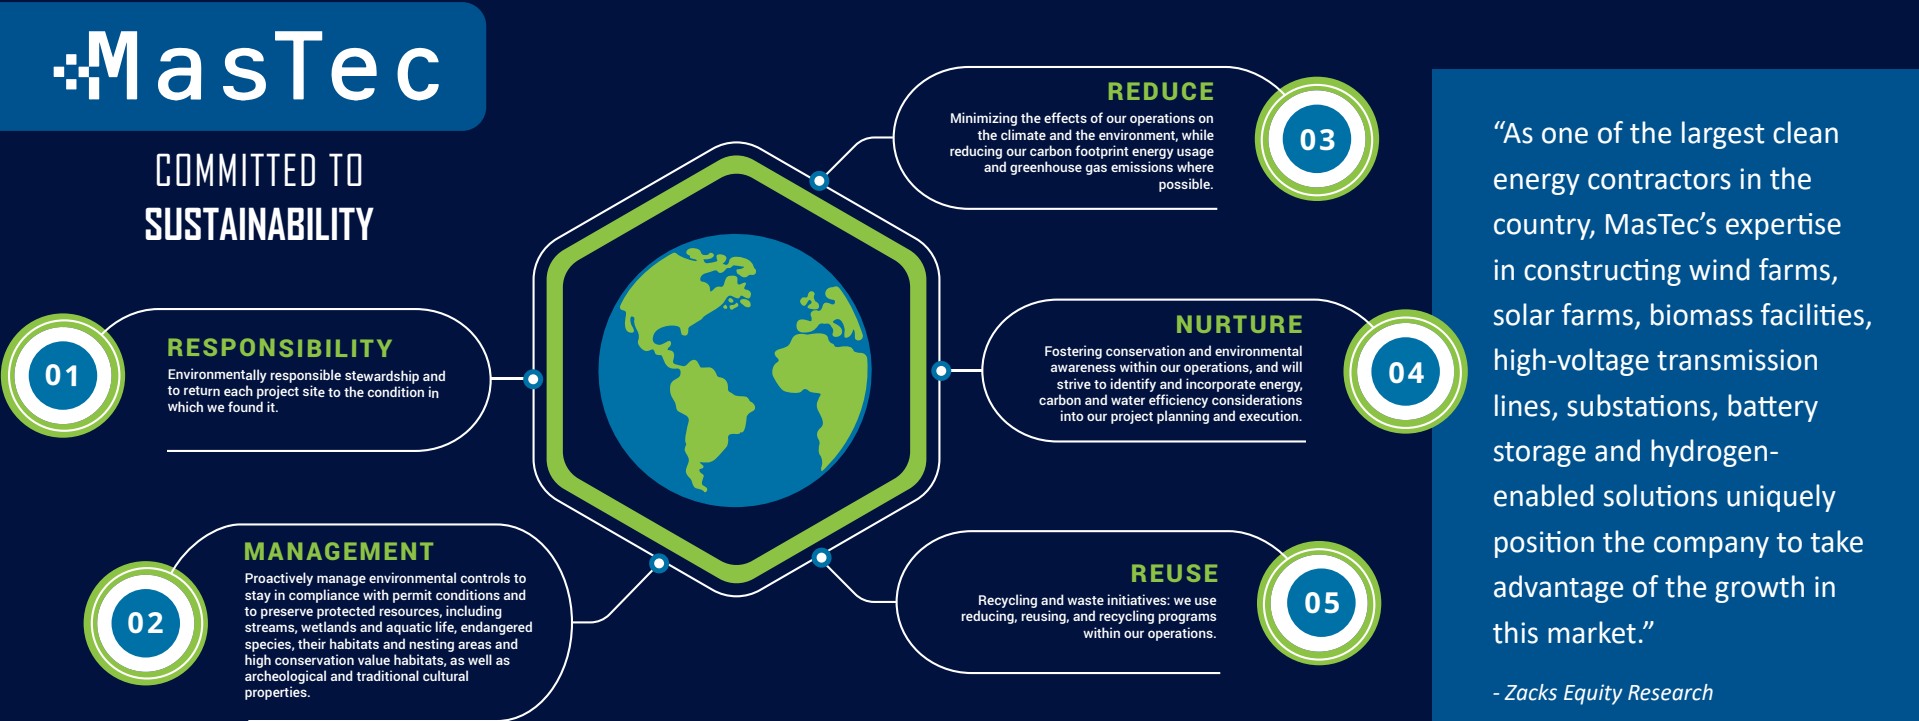 MasTec
COMMITTED TO
SUSTAINABILITY
01
RESPONSIBILITY
Environmentally responsible stewardship and
to return each project site to the condition in
which we found it.
02
MANAGEMENT
Proactively manage environmental controls to
stay in compliance with permit conditions and
to preserve protected resources, including
streams, wetlands and aquatic life, endangered
species, their habitats and nesting areas and
high conservation value habitats, as well as
archeological and traditional cultural
properties.
REDUCE
Minimizing the effects of our operations on
the climate and the environment, while
reducing our carbon footprint energy usage
and greenhouse gas emissions where
possible.
03
NURTURE
Fostering conservation and environmental
awareness within our operations, and will
strive to identify and incorporate energy,
carbon and water efficiency considerations
into our project planning and execution.
04
REUSE
Recycling and waste initiatives: we use
reducing, reusing, and recycling programs
within our operations.
05
“As one of the largest clean
energy contractors in the
country, MasTec’s expertise
in constructing wind farms,
solar farms, biomass facilities,
high-voltage transmission
lines, substations, battery
storage and hydrogen-
enabled solutions uniquely
position the company to take
advantage of the growth in
this market.”
- Zacks Equity Research